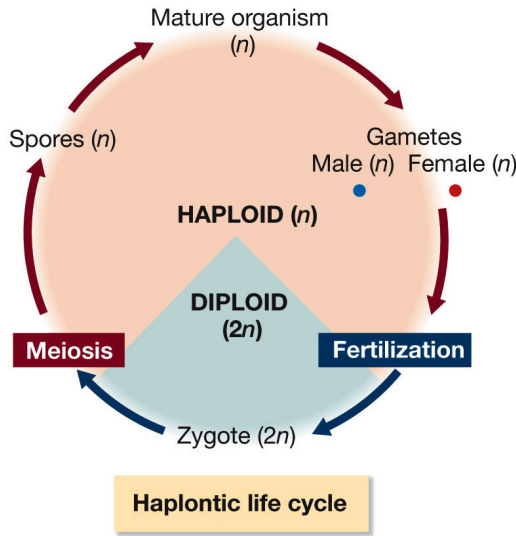 Mature organism
(n)
Spores (n)
Gametes
Male (n) Female (n)
HAPLOID (n)
DIPLOID
(2n)
Meiosis
Fertilization
Zygote (2n)
Haplontic life cycle